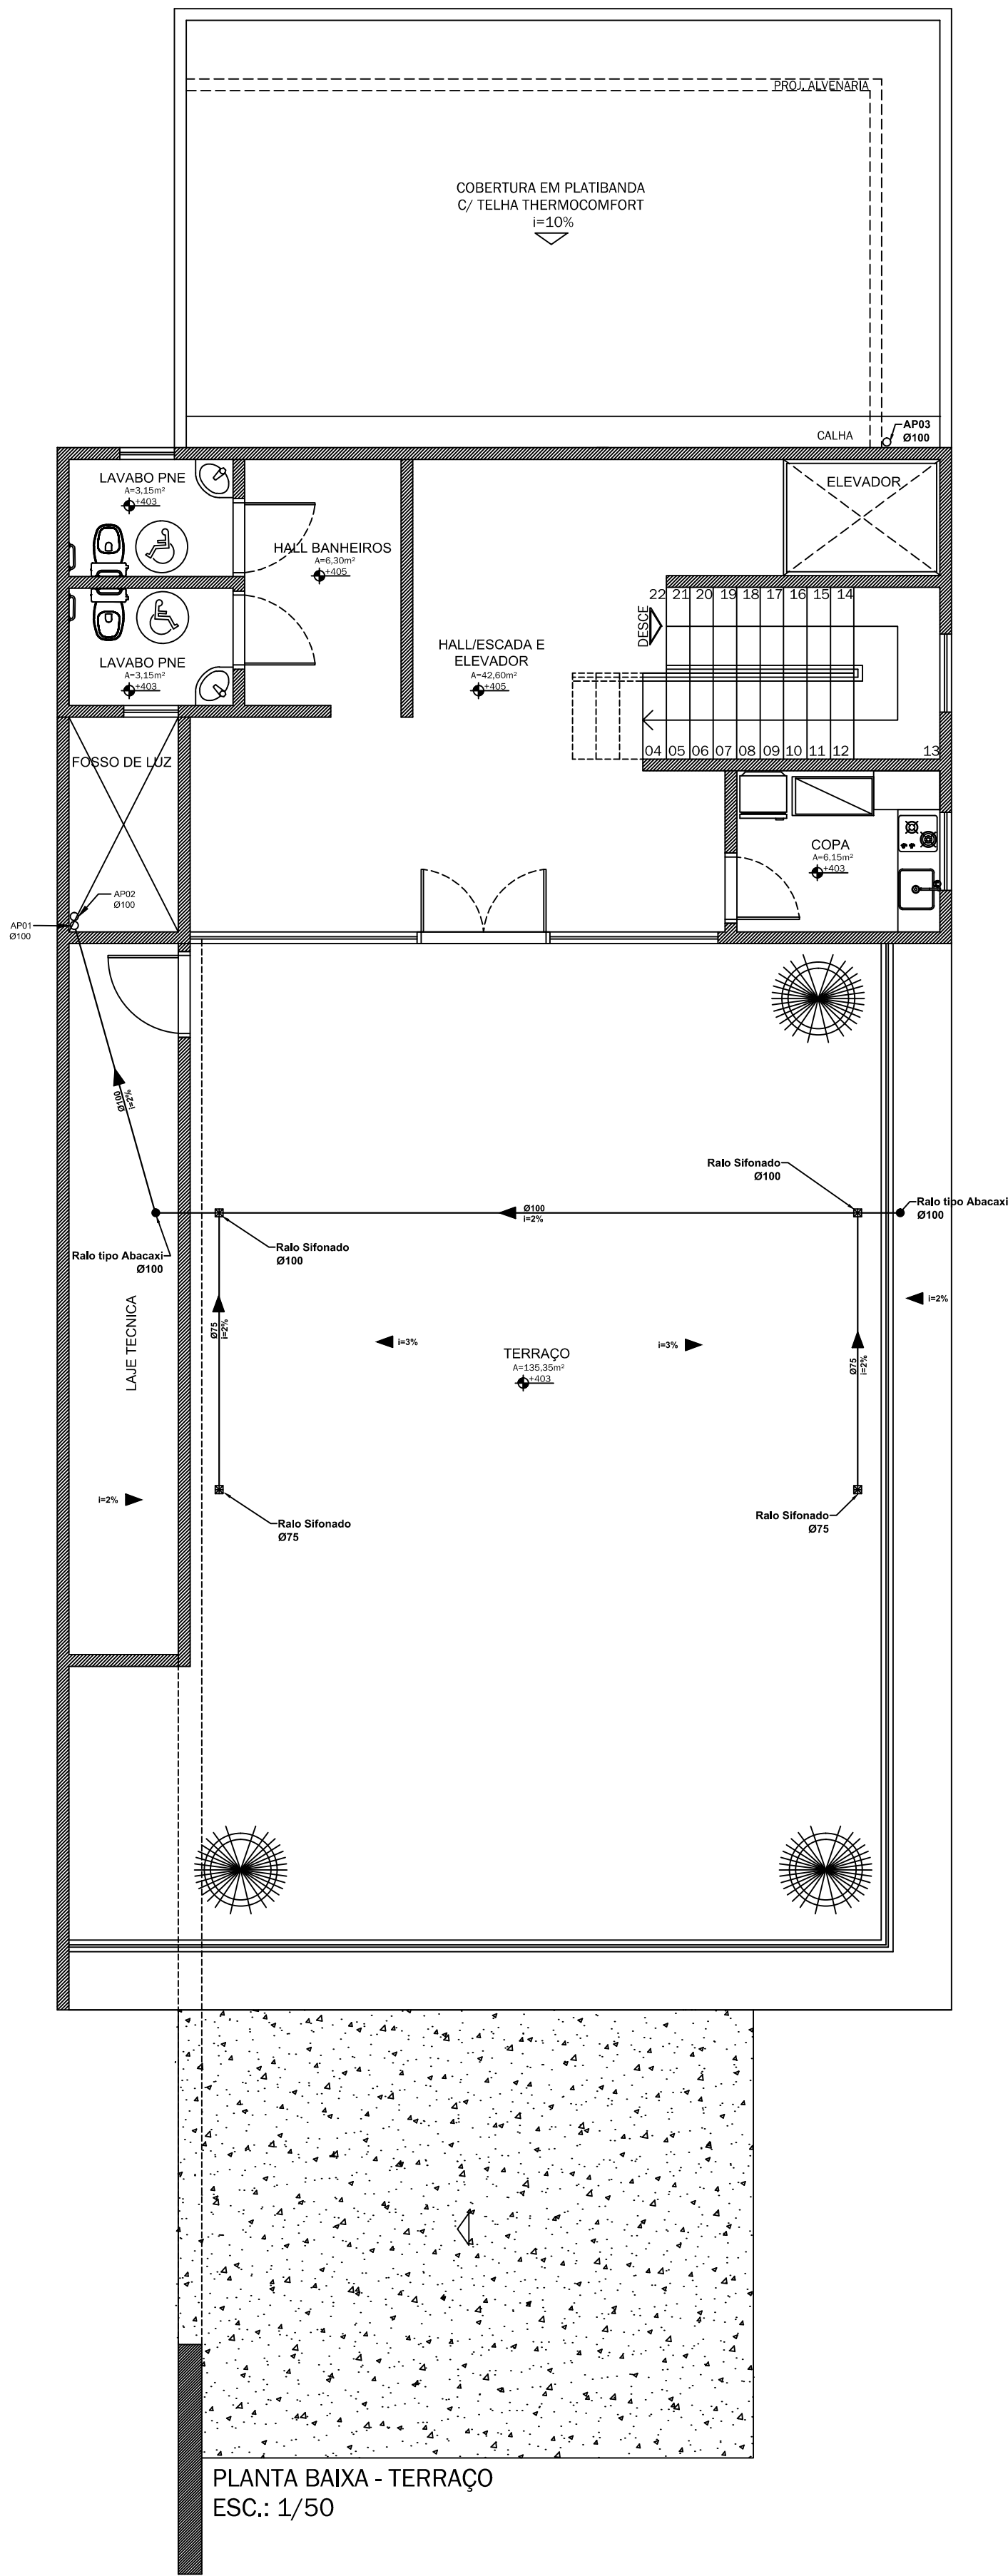 PROJ. ALVENARIA
COBERTURA EM PLATIBANDA
C/ TELHA THERMOCOMFORT
i=10%
CALHA
AP03
Ø100
LAVABO PNE
A=3,15m²
+403
HALL BANHEIROS
A=6,30m²
+405
ELEVADOR
22 21 20 19 18 17 16 15 14
DESCE
LAVABO PNE
A=3,15m²
+403
HALL/ESCADA E
ELEVADOR
A=42,60m²
+405
04 05 06 07 08 09 10 11 12 13
FOSSO DE LUZ
COPA
A=6,15m²
+403
AP02
Ø100
AP01
Ø100
Ø100
i=2%
Ralo Sifonado
Ø100
Ralo tipo Abacaxi
Ø100
Ø100
i=2%
Ralo Sifonado
Ø100
Ralo tipo Abacaxi
Ø100
i=2%
LAJE TECNICA
Ø75
i=2%
i=3%
i=3%
Ø75
i=2%
TERRAÇO
A=135,35m²
+403
i=2%
Ralo Sifonado
Ø75
Ralo Sifonado
Ø75
PLANTA BAIXA - TERRAÇO
ESC.: 1/50